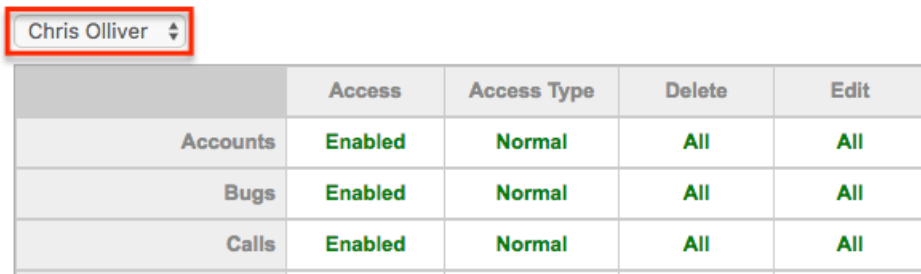 Chris Olliver
Access Access Type Delete Edit
Accounts Enabled Normal All All
Bugs Enabled Normal All All
Calls Enabled Normal All All